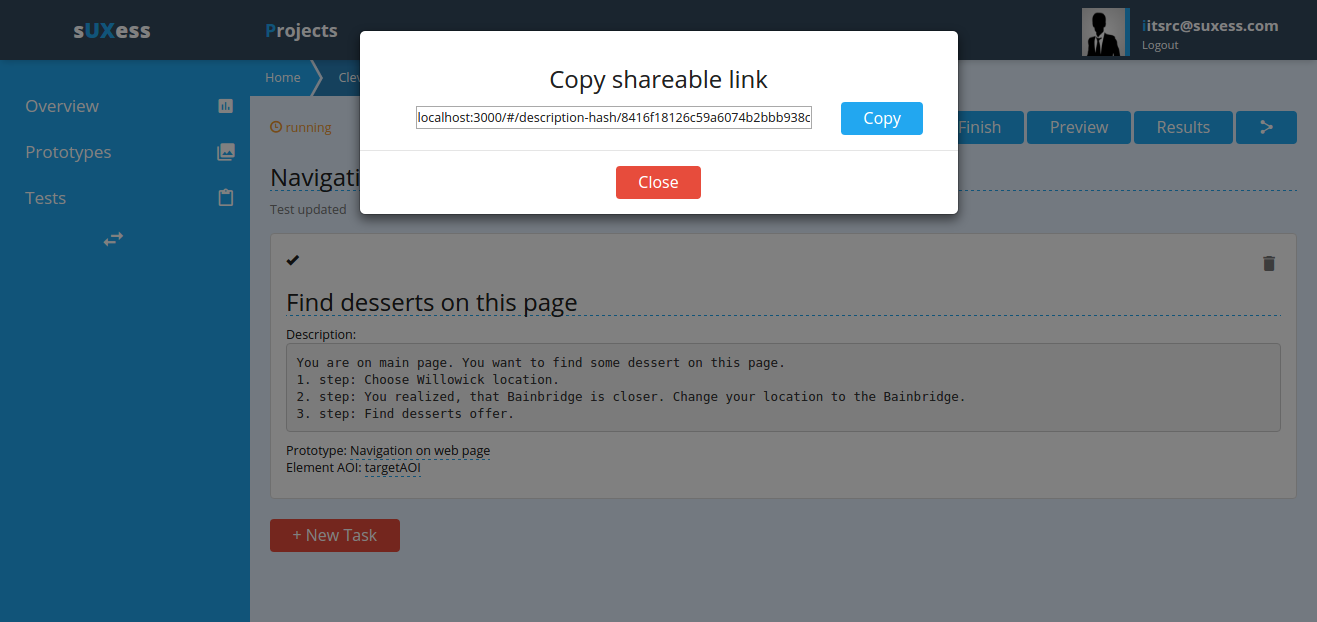 sUXess
Projects
iitsrc@suxess.com
Logout
Home
Overview
Prototypes
Tests
Copy shareable link
localhost:3000/#/description-hash/8416f18126c59a6074b2bbb938c
Copy
Close
running
Finish
Preview
Results
Test updated
Find desserts on this page
Description:
You are on main page. You want to find some dessert on this page.
1. step: Choose Willowick location.
2. step: You realized, that Bainbridge is closer. Change your location to the Bainbridge.
3. step: Find desserts offer.
Prototype: Navigation on web page
Element AOI: targetAOI
+ New Task